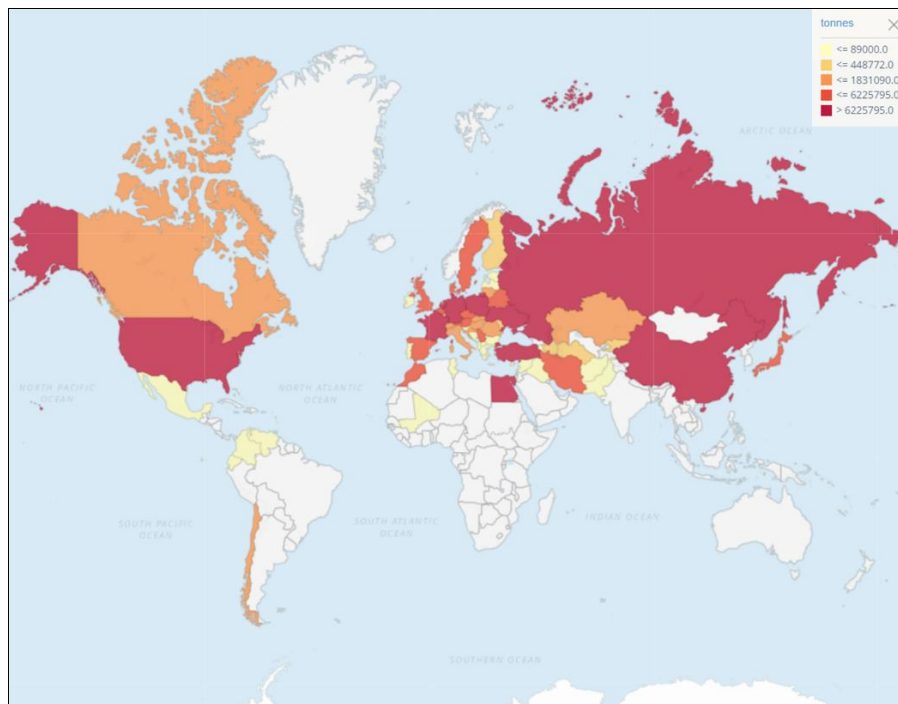 tonnes
<= 89000.0
<= 448772.0
<= 1831090.0
<= 6225795.0
> 6225795.0
ARCTIC OCEAN
NORTH PACIFIC
OCEAN
NORTH ATLANTIC
OCEAN
SOUTH PACIFIC
OCEAN
SOUTH ATLANTIC
OCEAN
INDIAN OCEAN
SOUTHERN OCEAN